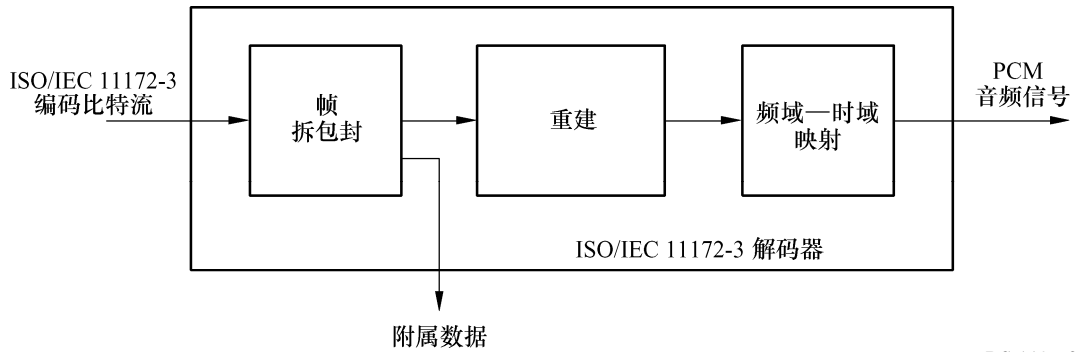 ISO/IEC 11172-3
编码比特流
帧
拆包封
重建
频域—时域
映射
PCM
音频信号
ISO/IEC 11172-3 解码器
附属数据